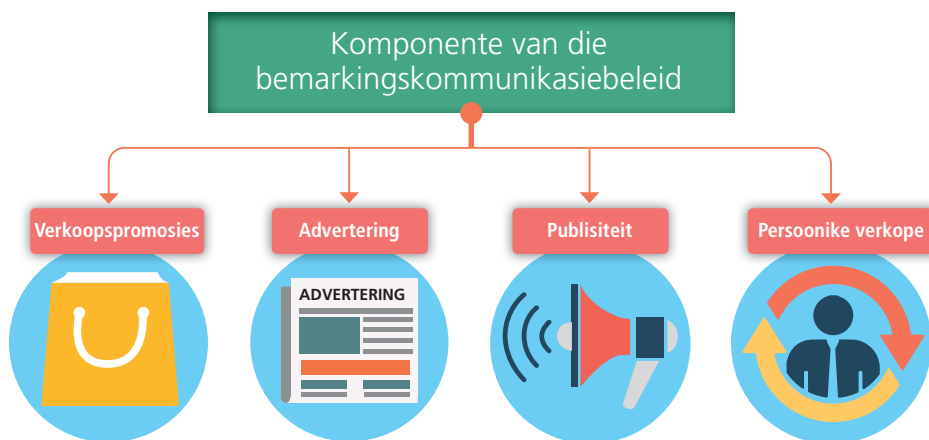 Komponente van die
bemarkingskommunikasiebeleid
Verkoopspromosies
Advertering
Publisiteit
Persoonike verkope
ADVERTERING